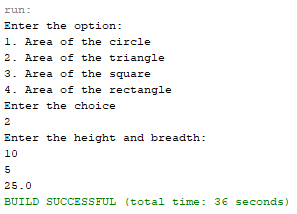 run:
Enter the option:
1. Area of the circle
2. Area of the triangle
3. Area of the square
4. Area of the rectangle
Enter the choice
2
Enter the height and breadth:
10
5
25.0
BUILD SUCCESSFUL (total time: 36 seconds)